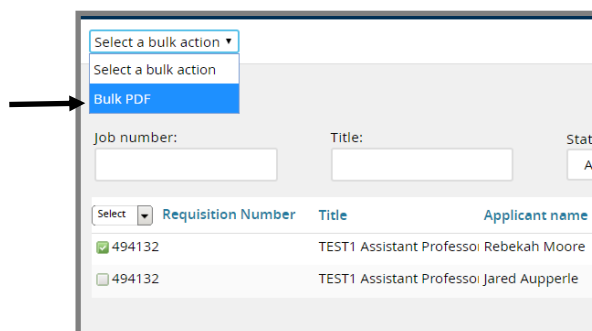 Select a bulk action
Select a bulk action
Bulk PDF
Job number: Title: Stat
A
Select Requisition Number Title Applicant name
494132 TEST1 Assistant Professo Rebekah Moore
494132 TEST1 Assistant Professo Jared Aupperle